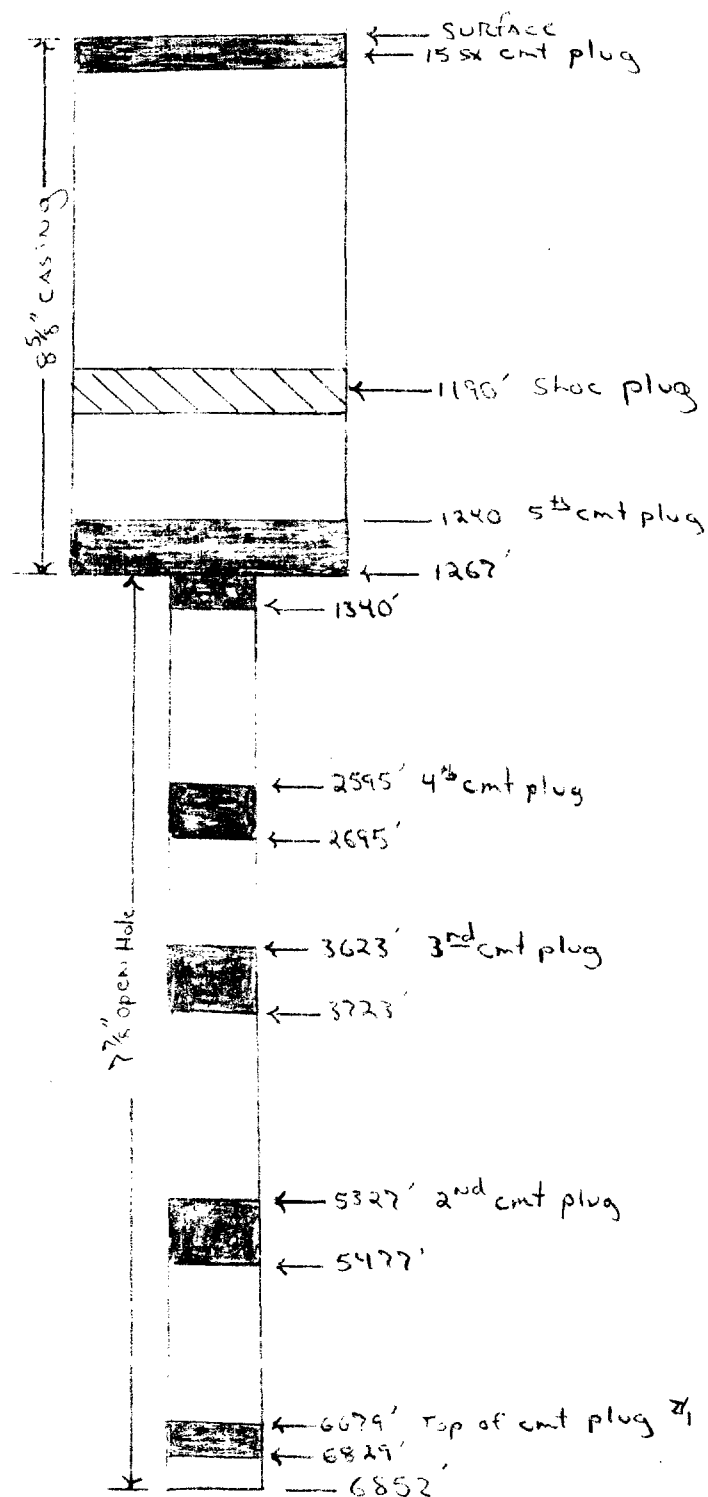 SURFACE
15 sx cmt plug
8 5/8" CASING
1190' Shoe plug
1240 5th cmt plug
1267'
1340'
2595' 4th cmt plug
2695'
3623' 3rd cmt plug
3723'
7 7/8" open Hole
5327' 2nd cmt plug
5477'
6679' Top of cmt plug #1
6829'
6852'